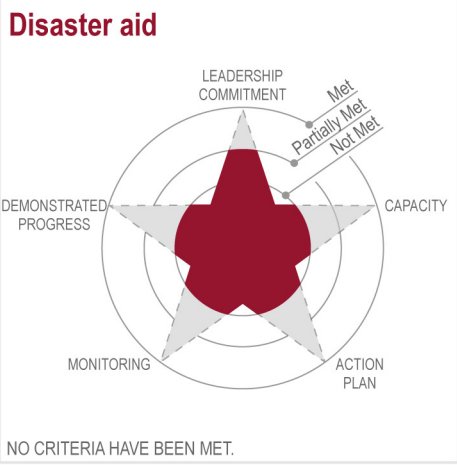 Disaster aid
LEADERSHIP
COMMITMENT
Met
Partially Met
Not Met
DEMONSTRATED
PROGRESS
CAPACITY
MONITORING
ACTION
PLAN
NO CRITERIA HAVE BEEN MET.